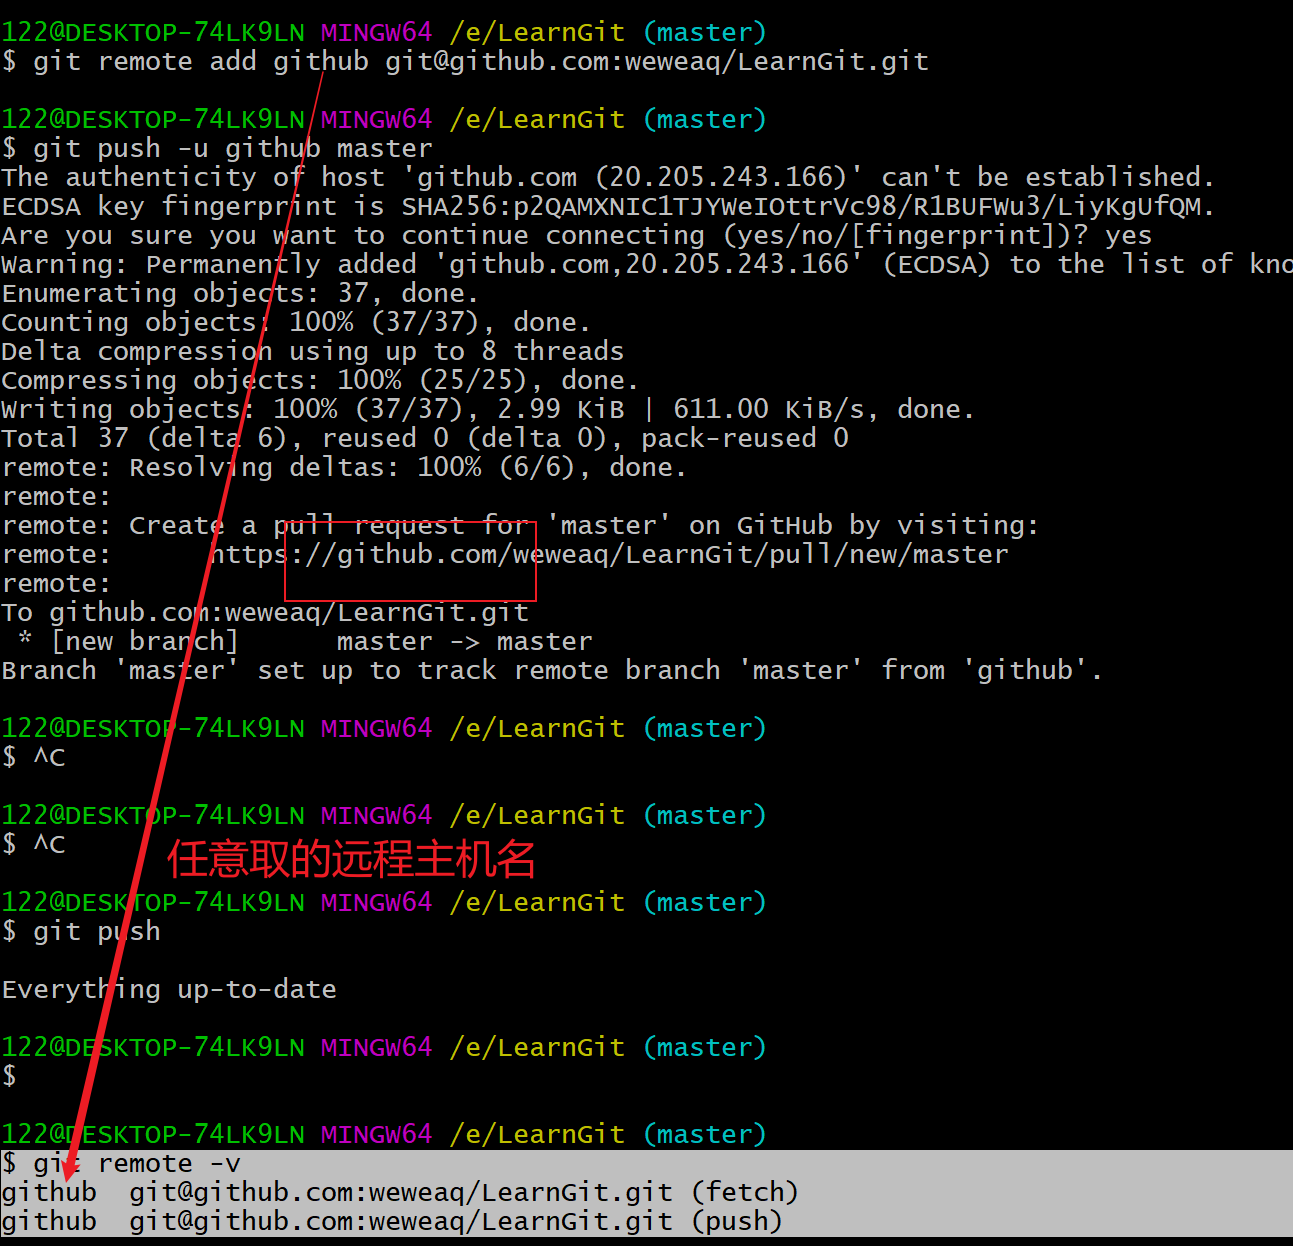 122@DESKTOP-74LK9LN MINGW64 /e/LearnGit (master)
$ git remote add github git@github.com:weweaq/LearnGit.git
122@DESKTOP-74LK9LN MINGW64 /e/LearnGit (master)
$ git push -u github master
The authenticity of host 'github.com (20.205.243.166)' can't be established.
ECDSA key fingerprint is SHA256:p2QAMXNIC1TJYWeIOttrVc98/R1BUFWu3/LiyKgUfQM.
Are you sure you want to continue connecting (yes/no/[fingerprint])? yes
Warning: Permanently added 'github.com,20.205.243.166' (ECDSA) to the list of kno
Enumerating objects: 37, done.
Counting objects: 100% (37/37), done.
Delta compression using up to 8 threads
Compressing objects: 100% (25/25), done.
Writing objects: 100% (37/37), 2.99 KiB | 611.00 KiB/s, done.
Total 37 (delta 6), reused 0 (delta 0), pack-reused 0
remote: Resolving deltas: 100% (6/6), done.
remote:
remote: Create a pull request for 'master' on GitHub by visiting:
remote:      https://github.com/weweaq/LearnGit/pull/new/master
remote:
To github.com:weweaq/LearnGit.git
 * [new branch]      master -> master
Branch 'master' set up to track remote branch 'master' from 'github'.
122@DESKTOP-74LK9LN MINGW64 /e/LearnGit (master)
$ ^C
122@DESKTOP-74LK9LN MINGW64 /e/LearnGit (master)
$ ^C
任意取的远程主机名
122@DESKTOP-74LK9LN MINGW64 /e/LearnGit (master)
$ git push
Everything up-to-date
122@DESKTOP-74LK9LN MINGW64 /e/LearnGit (master)
$
122@DESKTOP-74LK9LN MINGW64 /e/LearnGit (master)
$ git remote -v
github  git@github.com:weweaq/LearnGit.git (fetch)
github  git@github.com:weweaq/LearnGit.git (push)